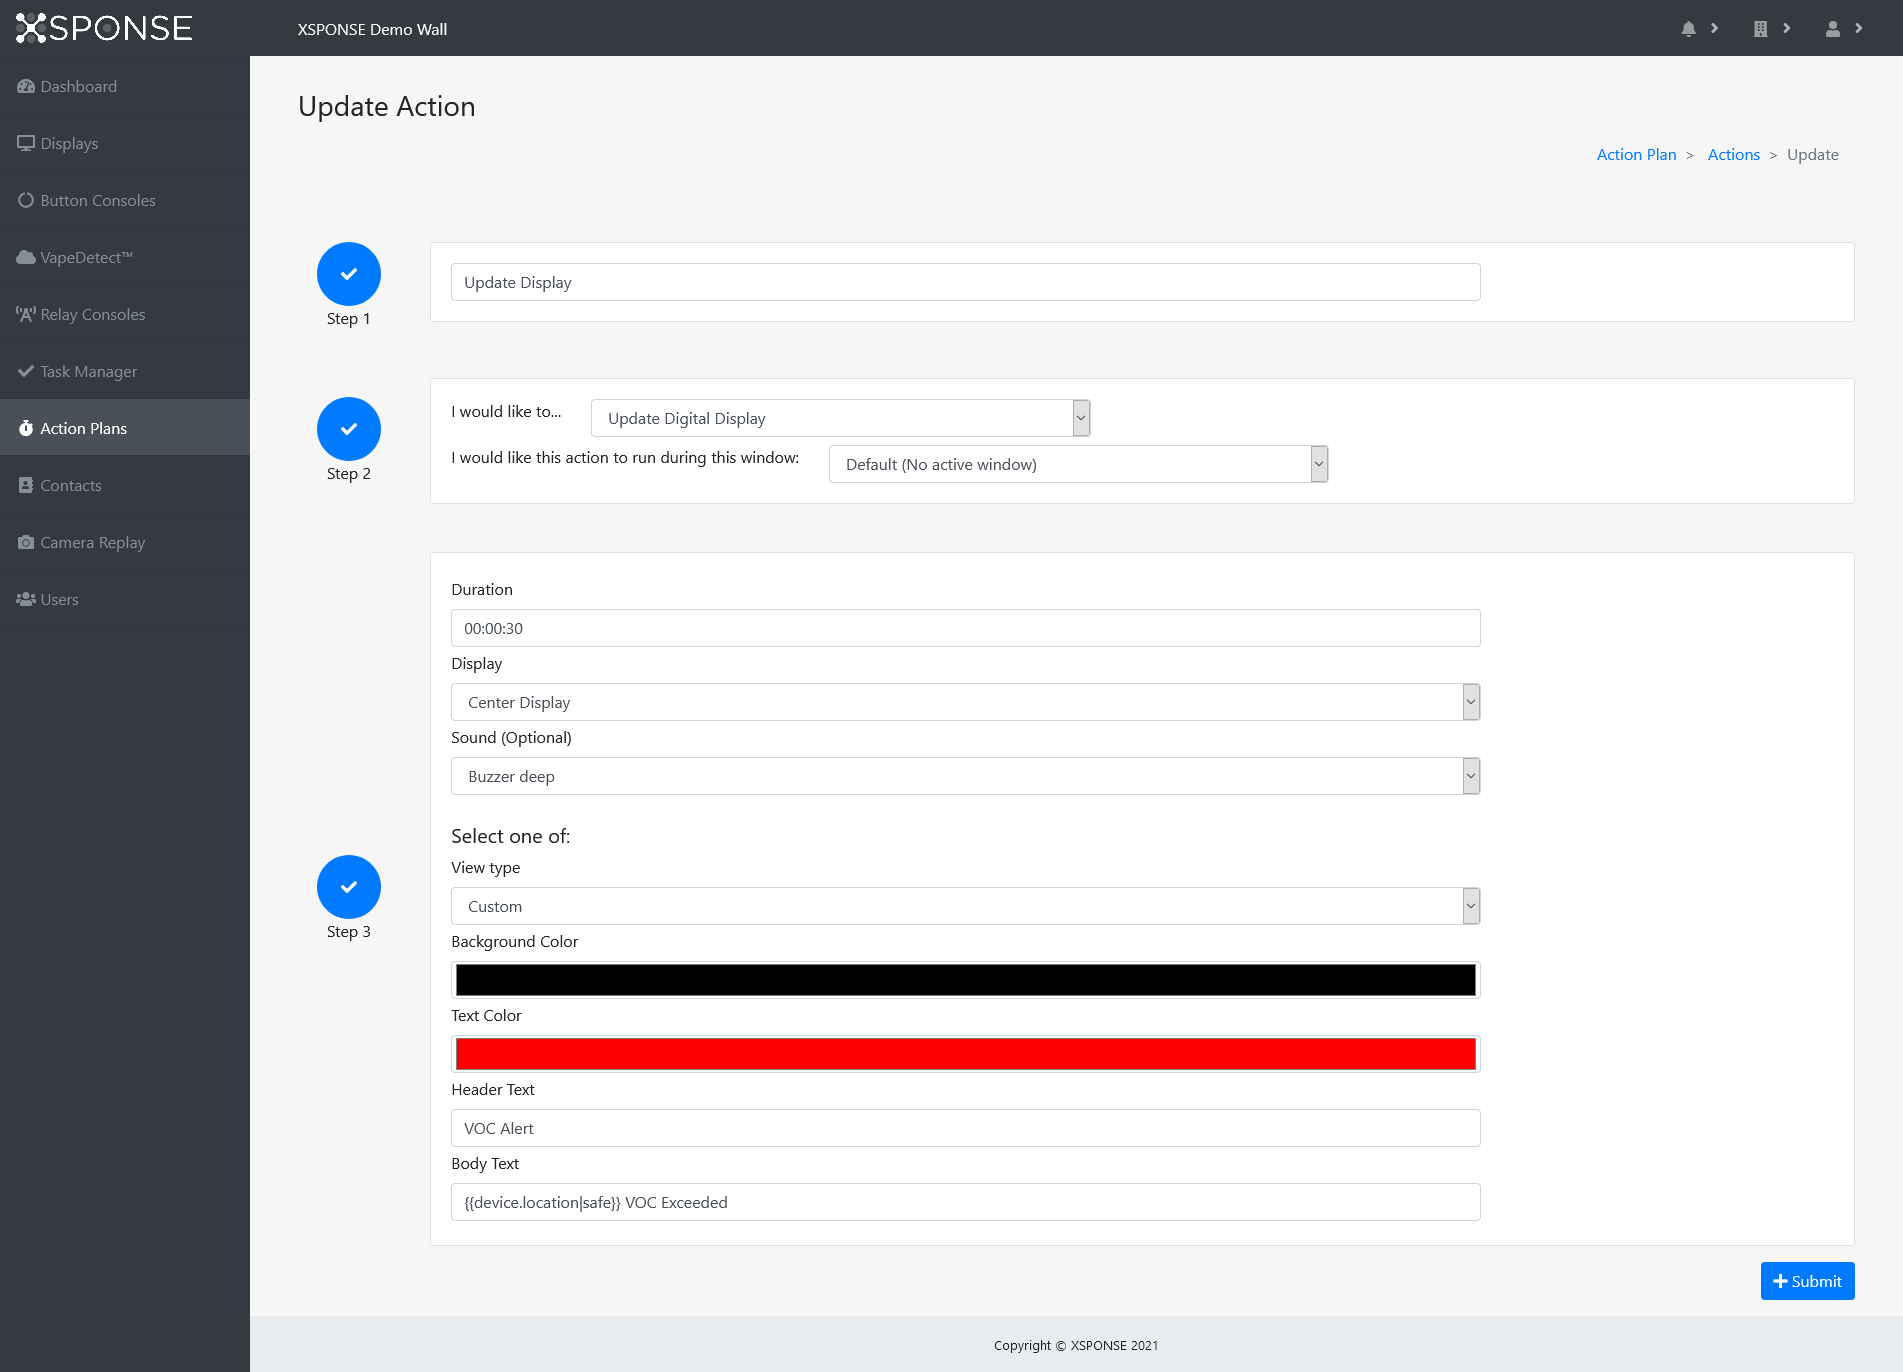 XSPONSE
XSPONSE Demo Wall
Dashboard
Displays
Button Consoles
VapeDetect™
Relay Consoles
Task Manager
Action Plans
Contacts
Camera Replay
Users
Update Action
Action Plan > Actions > Update
Step 1
Update Display
Step 2
I would like to... Update Digital Display
I would like this action to run during this window: Default (No active window)
Step 3
Duration
00:00:30
Display
Center Display
Sound (Optional)
Buzzer deep
Select one of:
View type
Custom
Background Color
Text Color
Header Text
VOC Alert
Body Text
{{device.location|safe}} VOC Exceeded
Submit
Copyright © XSPONSE 2021